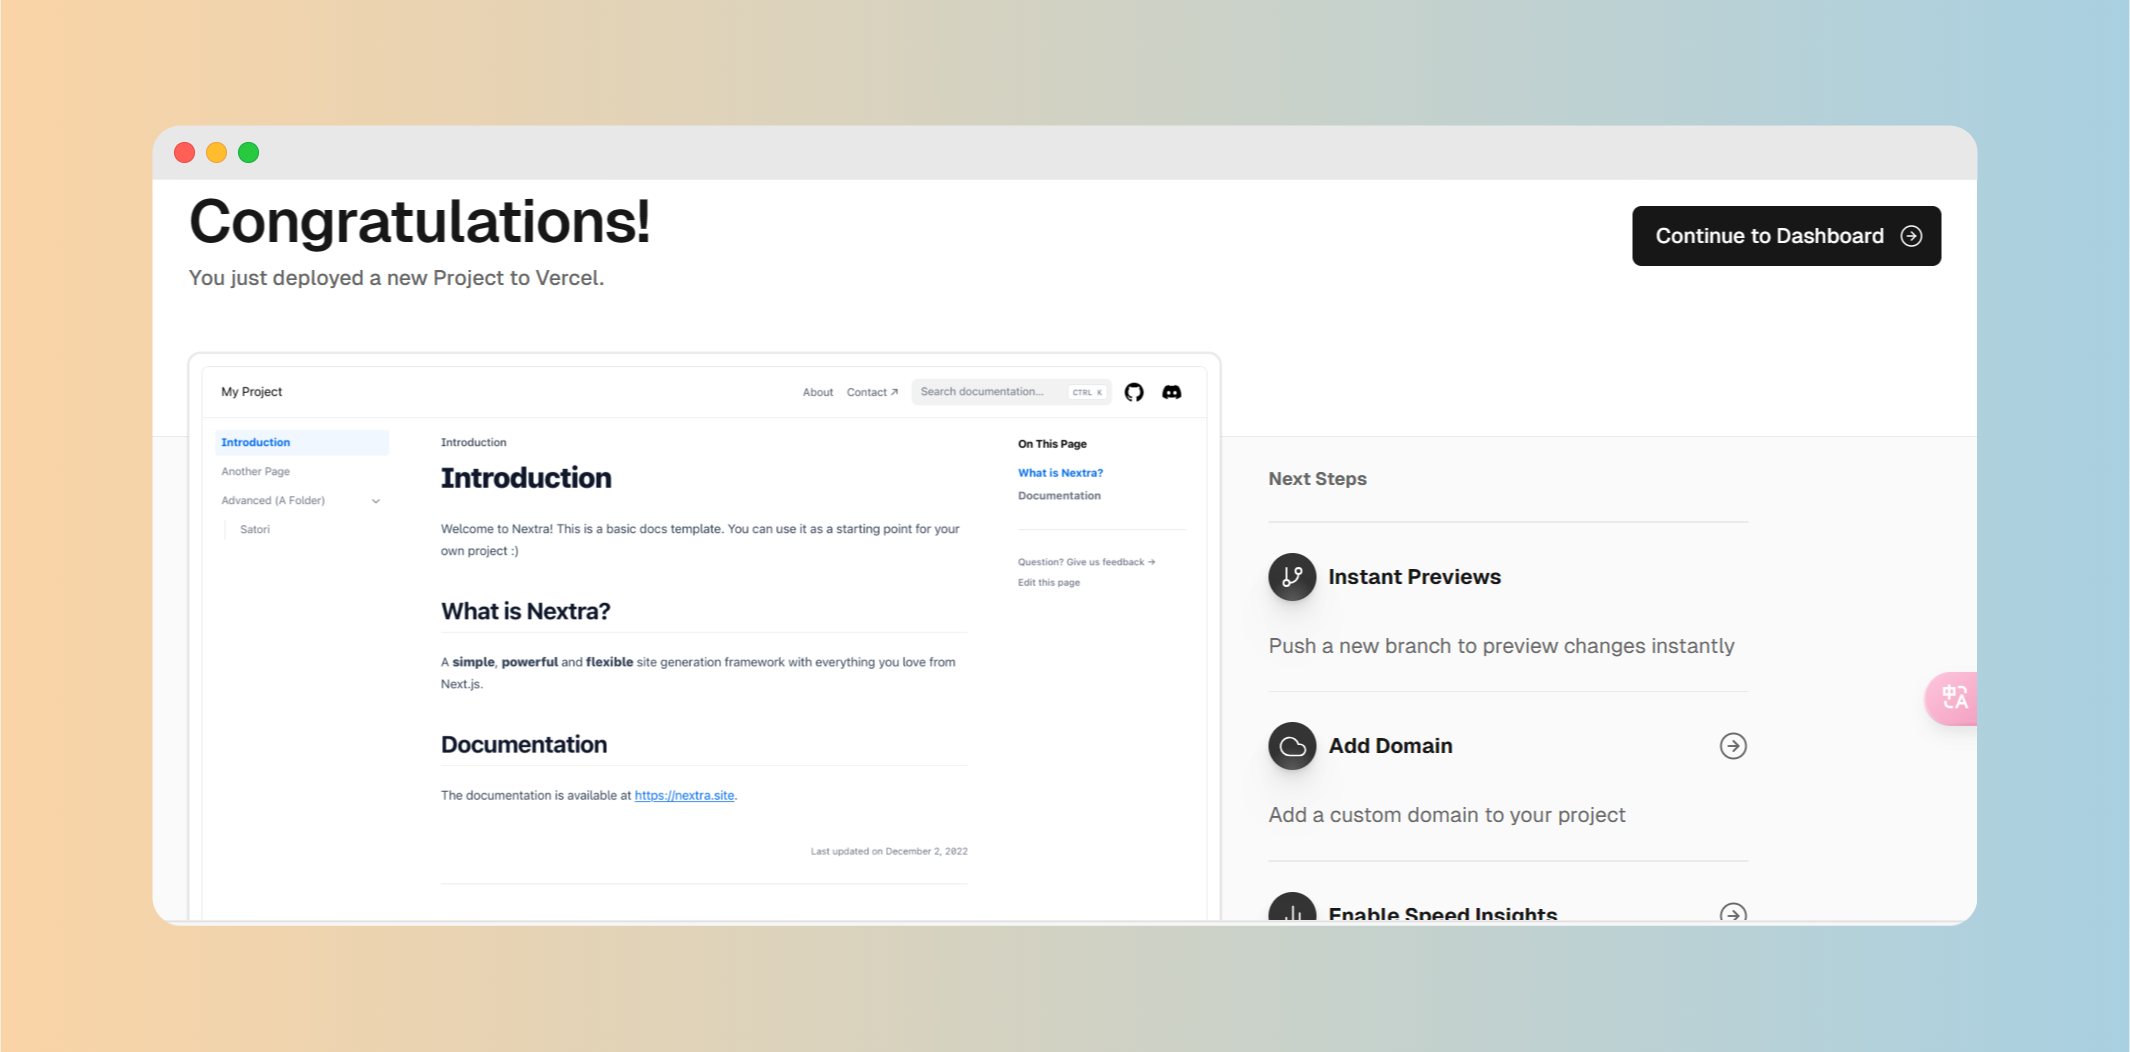 Congratulations!
You just deployed a new Project to Vercel.
Continue to Dashboard
My Project
About
Contact ↗
Search documentation...
CTRL K
Introduction
Another Page
Advanced (A Folder)
Satori
Introduction
Introduction
Welcome to Nextra! This is a basic docs template. You can use it as a starting point for your
own project :)
What is Nextra?
A simple, powerful and flexible site generation framework with everything you love from
Next.js.
Documentation
The documentation is available at https://nextra.site.
Last updated on December 2, 2022
On This Page
What is Nextra?
Documentation
Question? Give us feedback →
Edit this page
Next Steps
Instant Previews
Push a new branch to preview changes instantly
Add Domain
Add a custom domain to your project
Enable Speed Insights
中A